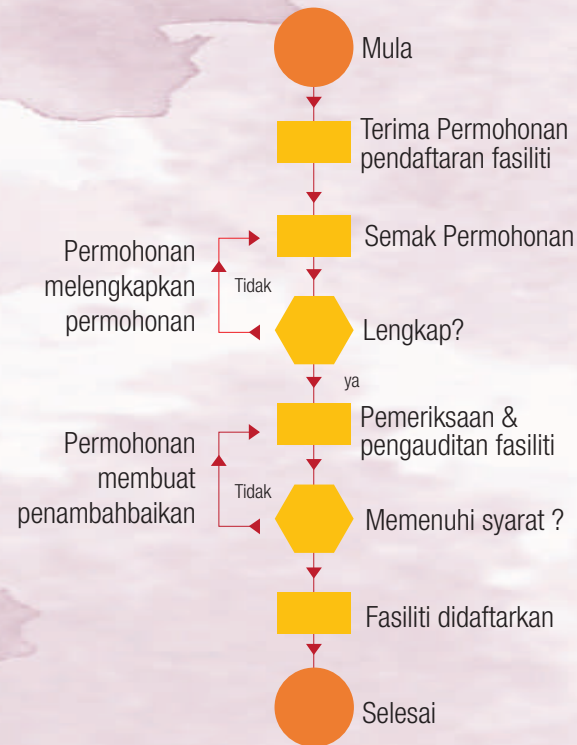 Mula
Terima Permohonan
pendaftaran fasiliti
Semak Permohonan
Permohonan
melengkapkan
permohonan
Tidak
Lengkap?
ya
Pemeriksaan &
pengauditan fasiliti
Permohonan
membuat
penambahbaikan
Tidak
Memenuhi syarat ?
Fasiliti didaftarkan
Selesai